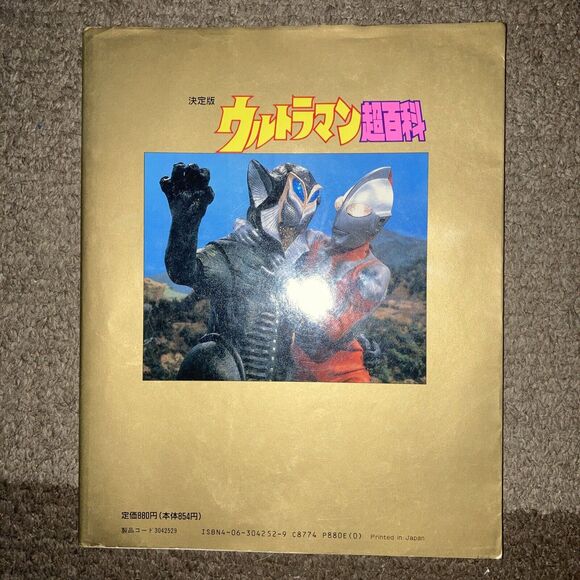 決定版
ウルトラマン超百科
定価880円(本体854円)
製品コード3042529
ISBN4-06-304252-9 C8774 P880E(0) Printed in Japan